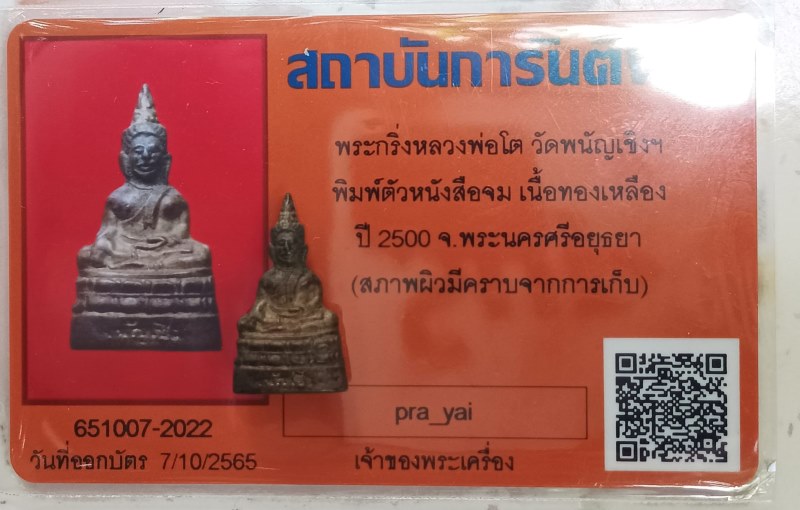 สถาบันการันตี
พระกริ่งหลวงพ่อโต วัดพนัญเชิงฯ
พิมพ์ตัวหนังสือจม เนื้อทองเหลือง
ปี 2500 จ.พระนครศรีอยุธยา
(สภาพผิวมีคราบจากการเก็บ)
pra_yai
เจ้าของพระเครื่อง
651007-2022
วันที่ออกบัตร 7/10/2565